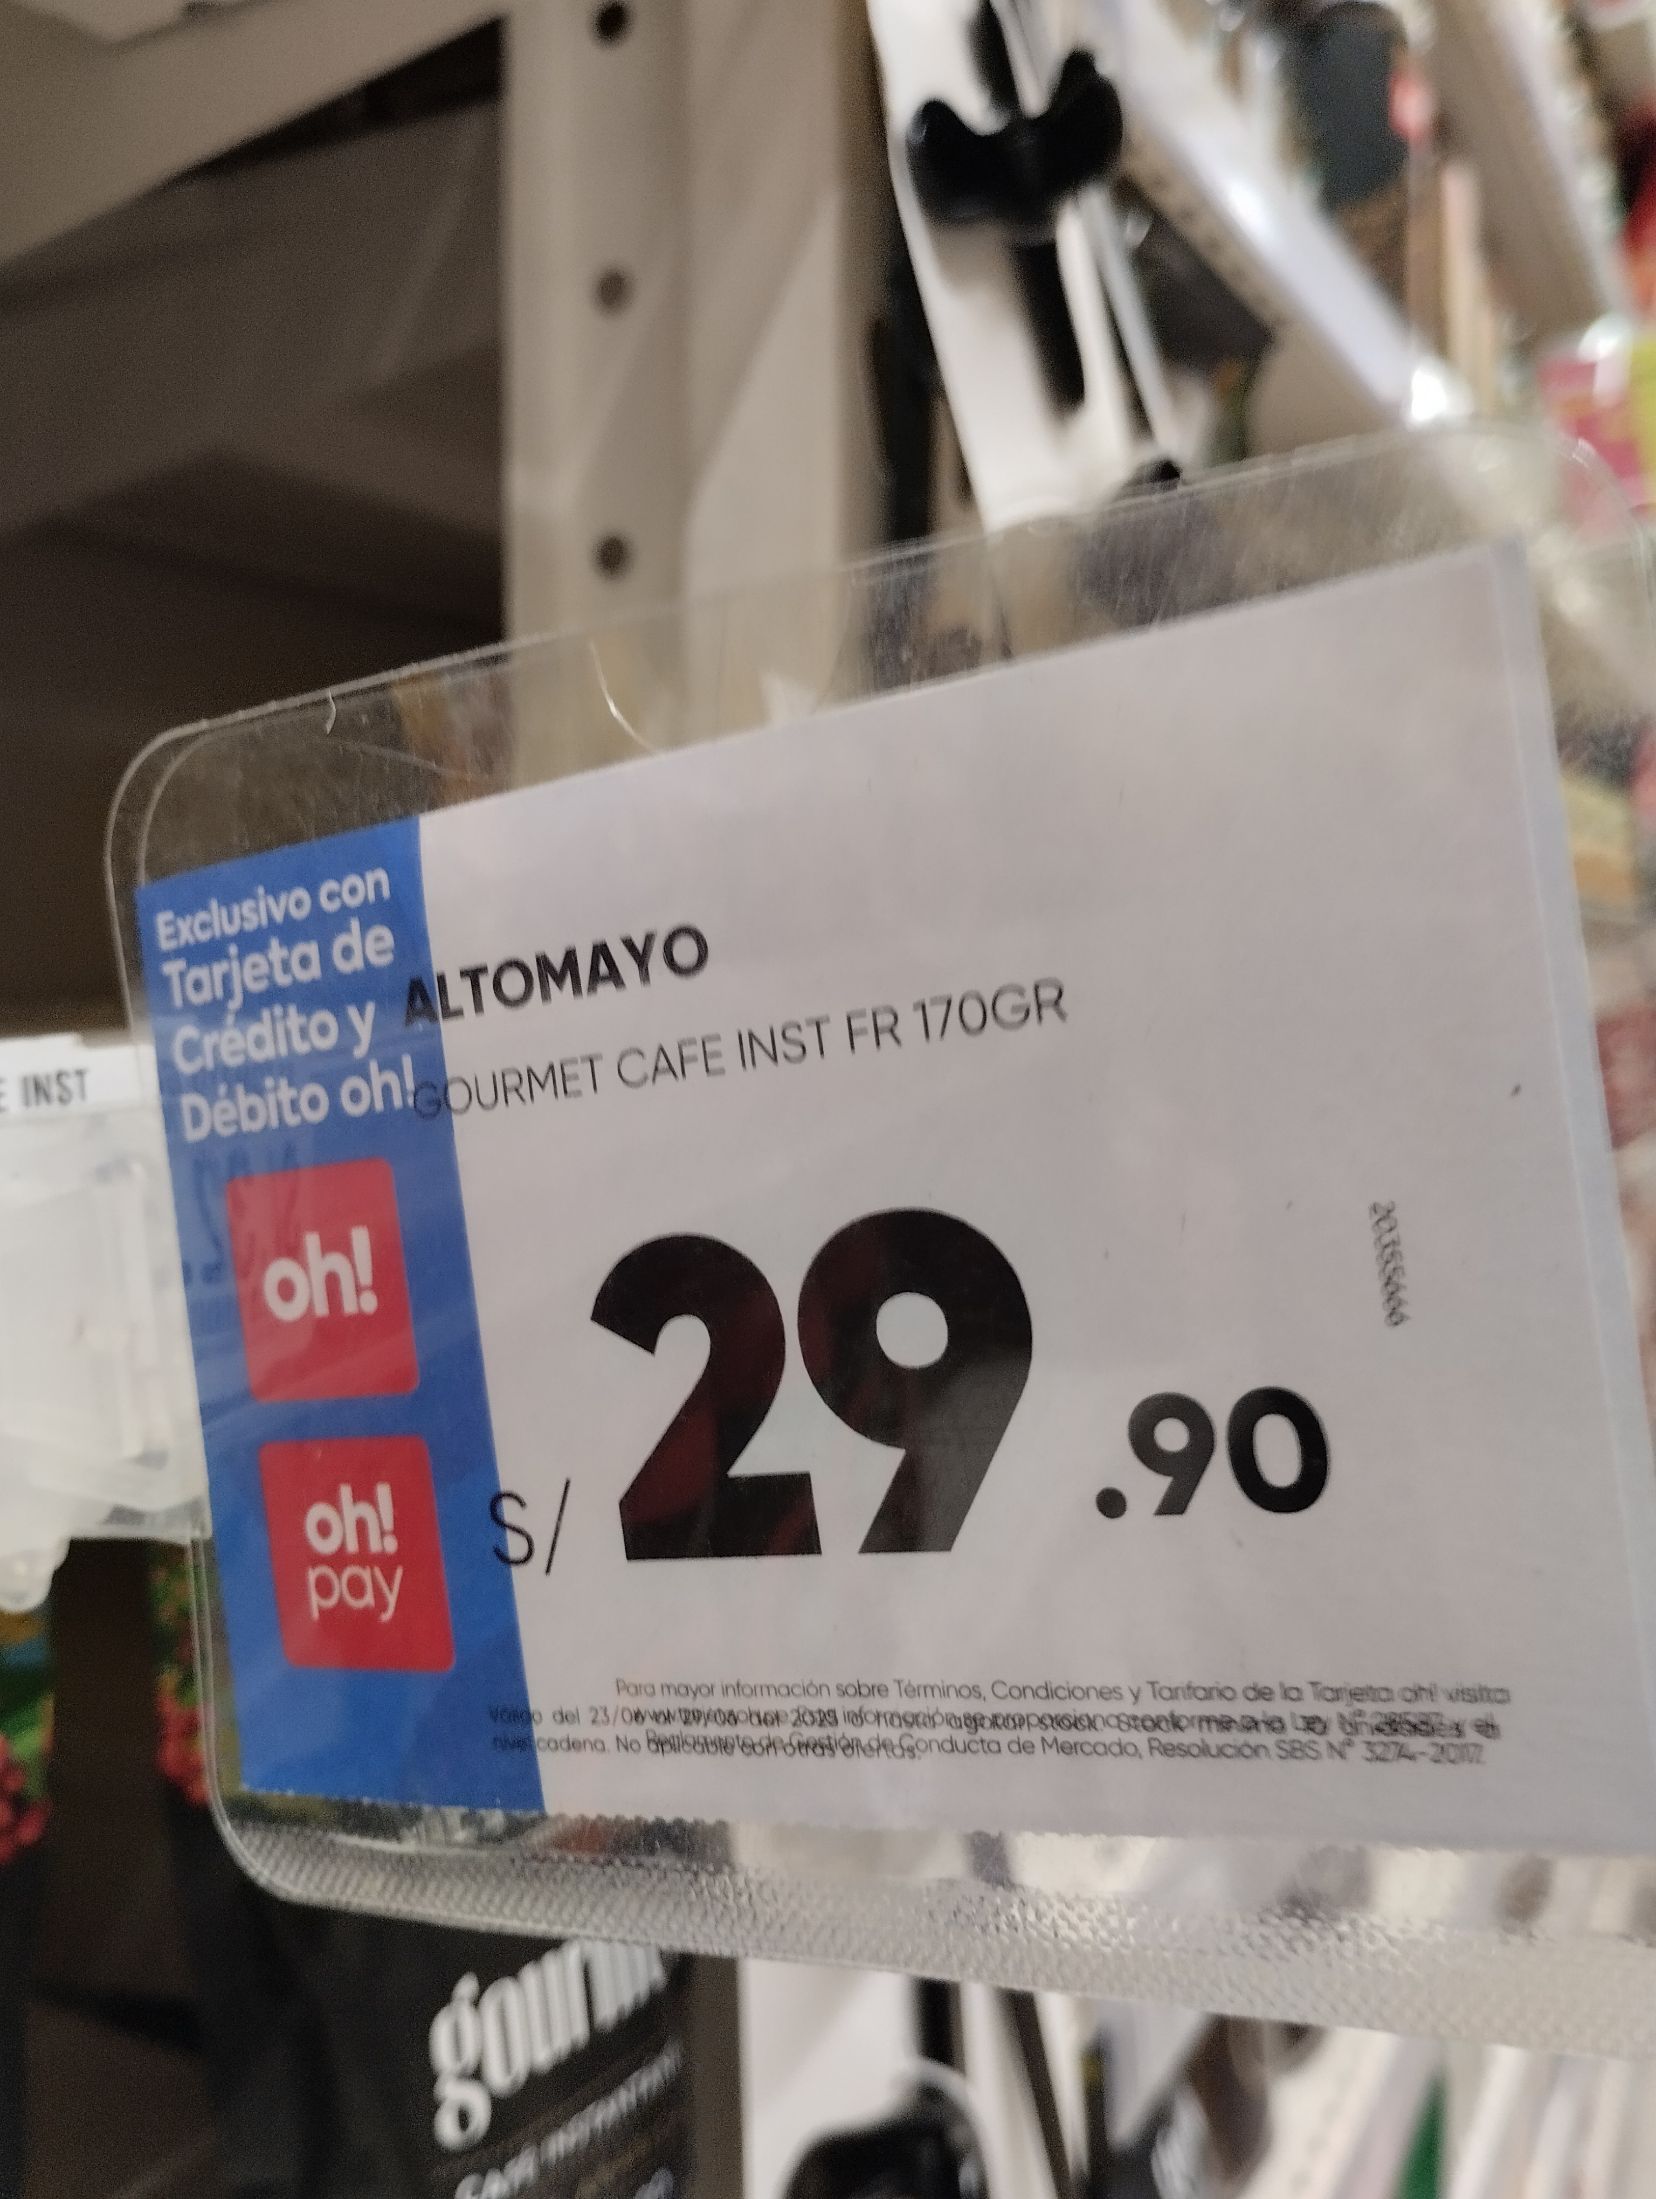 Exclusivo con
Tarjeta de
Crédito y
Débito oh!
oh!
oh!
pay
ALTOMAYO
GOURMET CAFE INST FR 170GR
S/ 29.90
20355666
Para mayor información sobre Términos, Condiciones y Tarifario de la Tarjeta oh! visita
cadena. No aplicable con otras ofertas. Conducta de Mercado, Resolución SBS N° 3274-2017.
E INST